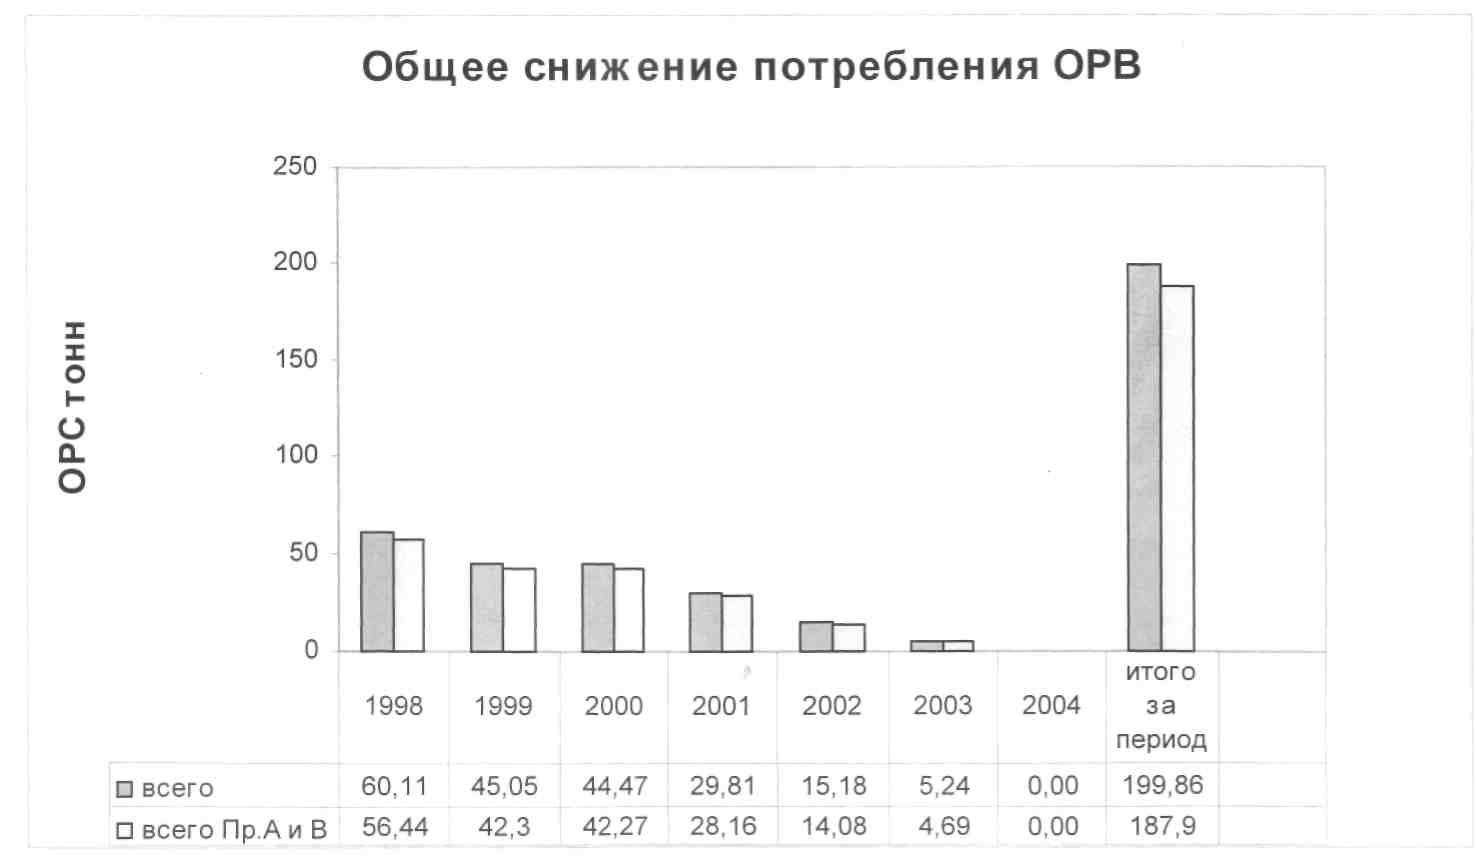 Общее снижение потребления ОРВ
ОРС тонн
250
200
150
100
50
0
1998 1999 2000 2001 2002 2003 2004 итого за период
всего 60,11 45,05 44,47 29,81 15,18 5,24 0,00 199,86
всего Пр.А и В 56,44 42,3 42,27 28,16 14,08 4,69 0,00 187,9